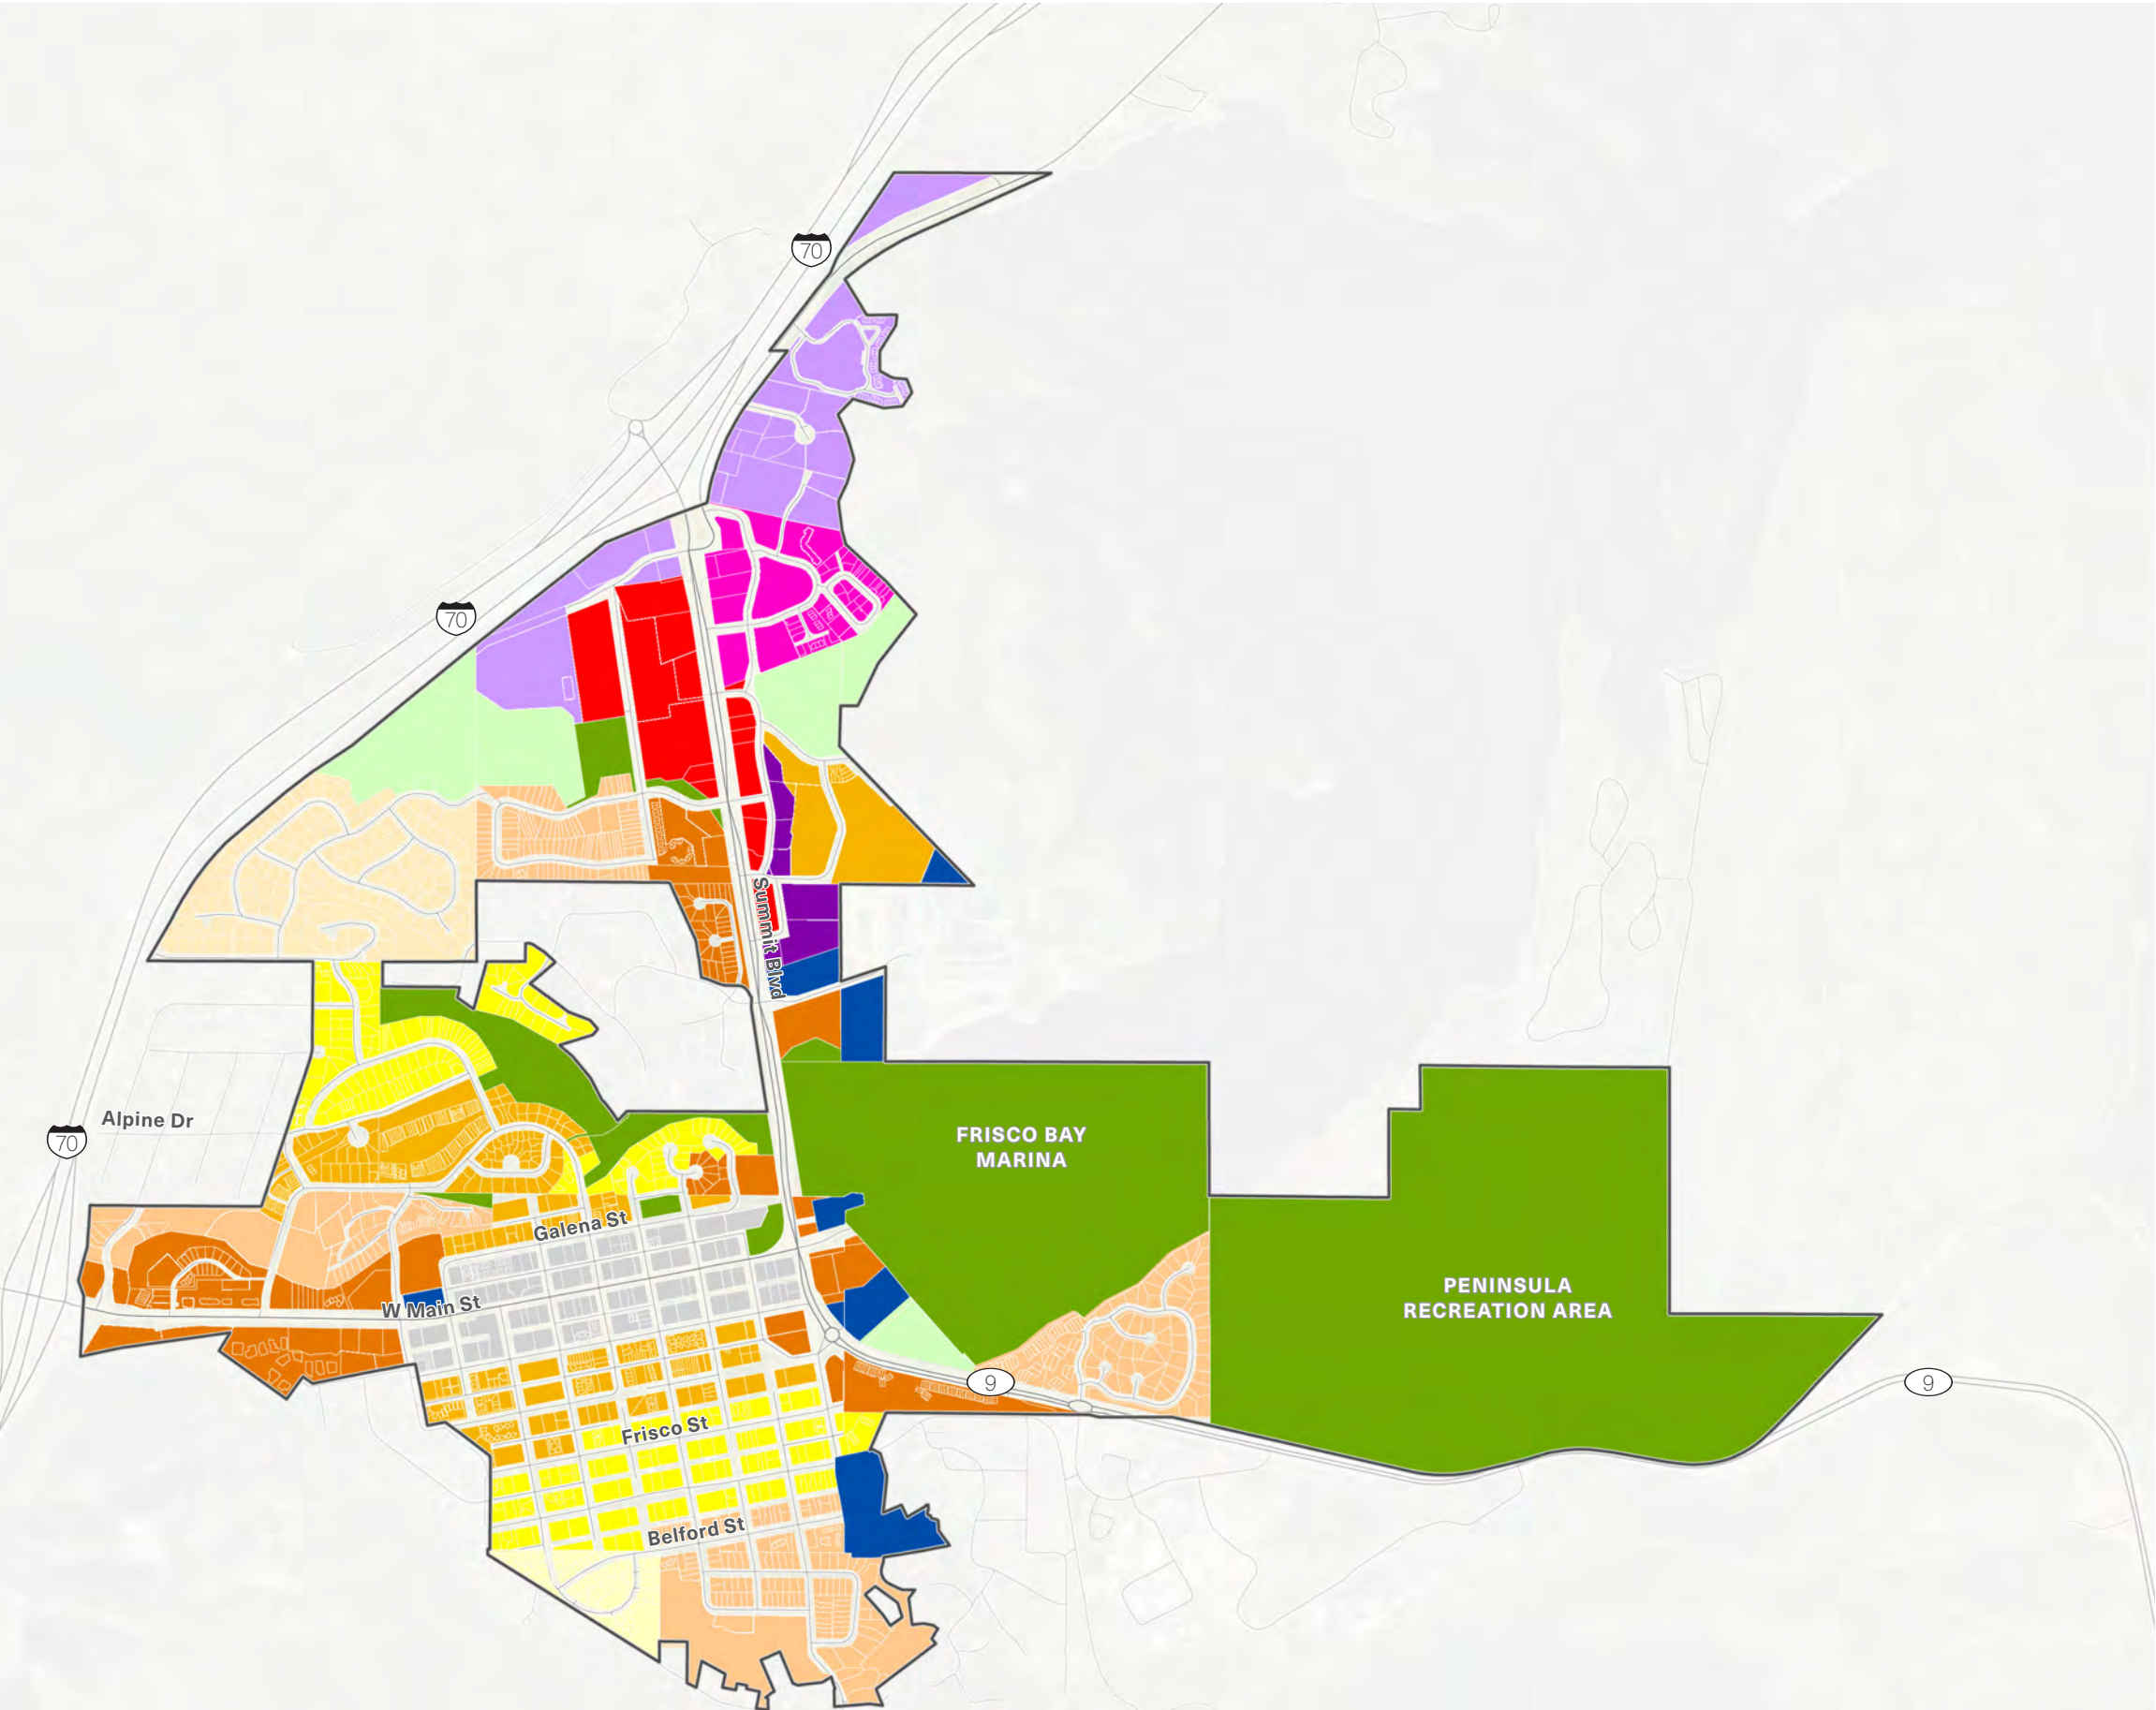 70
70
Summit Blvd
Alpine Dr
70
FRISCO BAY
MARINA
Galena St
PENINSULA
RECREATION AREA
W Main St
9
9
Frisco St
Belford St